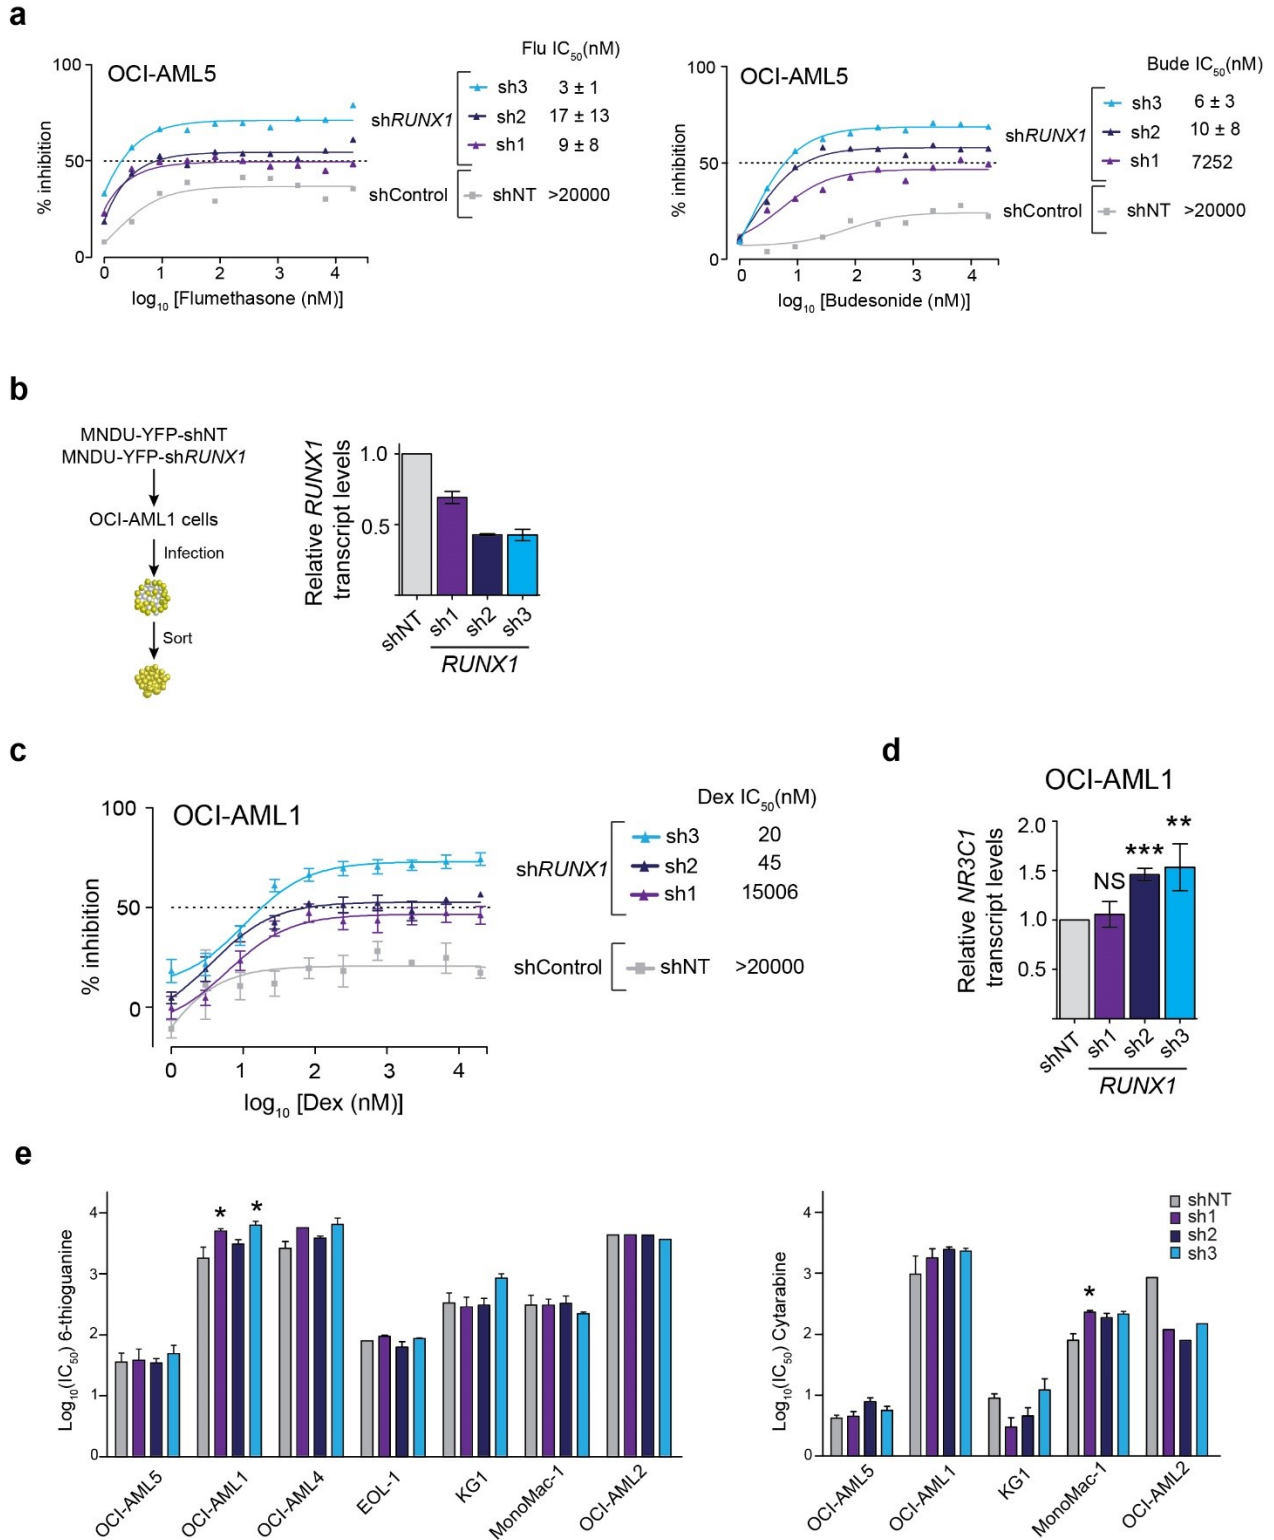 a
OCI-AML5
Flu IC50(nM)
shRUNX1
sh3 3 ± 1
sh2 17 ± 13
sh1 9 ± 8
shControl
shNT >20000
100
50
0
% inhibition
0 1 2 3 4
log10 [Flumethasone (nM)]
OCI-AML5
Bude IC50(nM)
shRUNX1
sh3 6 ± 3
sh2 10 ± 8
sh1 7252
shControl
shNT >20000
100
50
0
% inhibition
0 1 2 3 4
log10 [Budesonide (nM)]
b
MNDU-YFP-shNT
MNDU-YFP-shRUNX1
OCI-AML1 cells
Infection
Sort
Relative RUNX1
transcript levels
1.0
0.5
shNT sh1 sh2 sh3
RUNX1
c
OCI-AML1
Dex IC50(nM)
shRUNX1
sh3 20
sh2 45
sh1 15006
shControl
shNT >20000
100
50
0
% inhibition
0 1 2 3 4
log10 [Dex (nM)]
d
OCI-AML1
Relative NR3C1
transcript levels
2.0
1.5
1.0
0.5
NS *** **
shNT sh1 sh2 sh3
RUNX1
e
Log10(IC50) 6-thioguanine
4
3
2
1
0
* *
OCI-AML5 OCI-AML1 OCI-AML4 EOL-1 KG1 MonoMac-1 OCI-AML2
Log10(IC50) Cytarabine
4
3
2
1
0
*
shNT
sh1
sh2
sh3
OCI-AML5 OCI-AML1 KG1 MonoMac-1 OCI-AML2